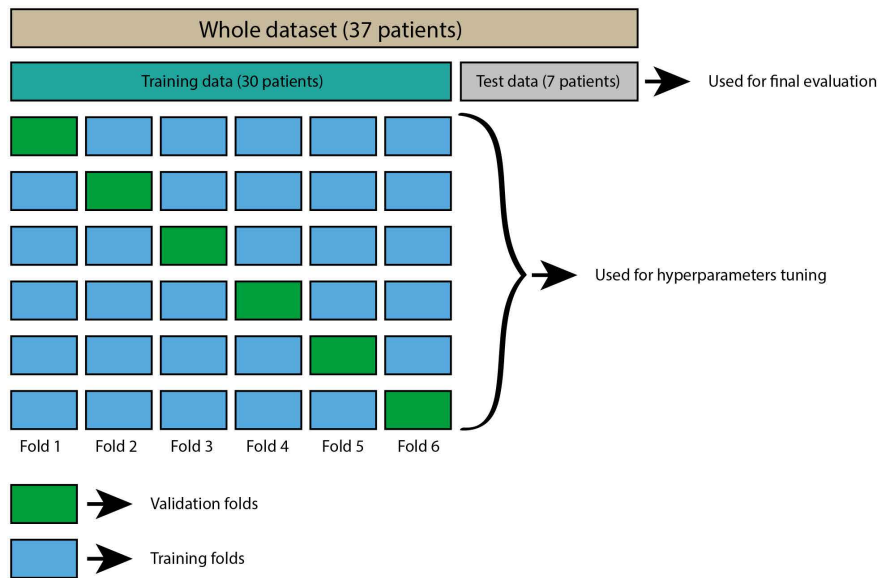 Whole dataset (37 patients)
Training data (30 patients)
Test data (7 patients)
Used for final evaluation
Used for hyperparameters tuning
Fold 1
Fold 2
Fold 3
Fold 4
Fold 5
Fold 6
Validation folds
Training folds